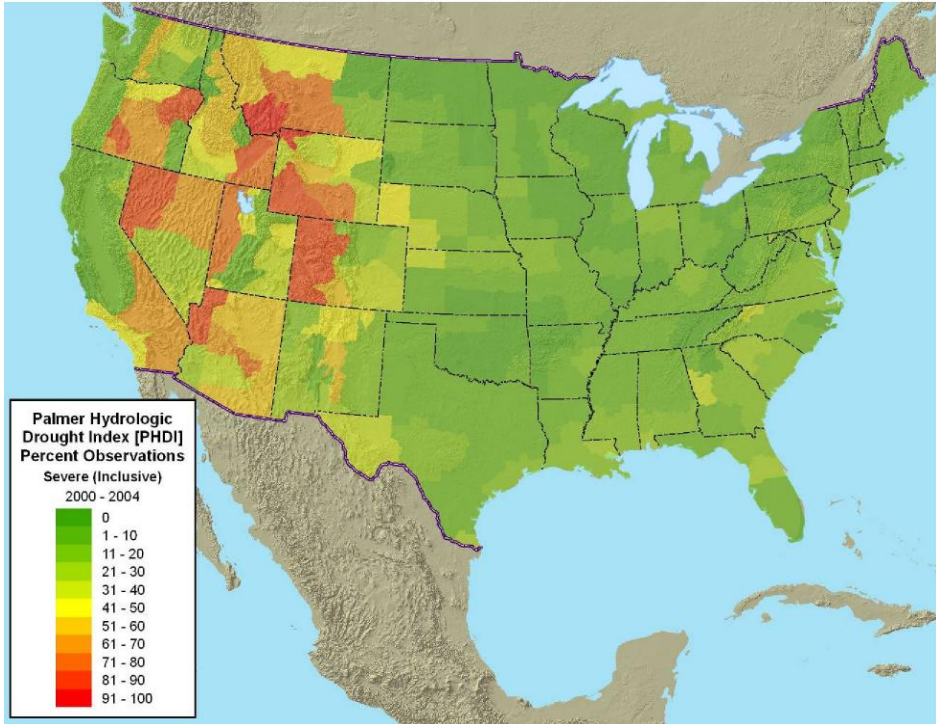 Palmer Hydrologic
Drought Index [PHDI]
Percent Observations
Severe (Inclusive)
2000 - 2004
0
1 - 10
11 - 20
21 - 30
31 - 40
41 - 50
51 - 60
61 - 70
71 - 80
81 - 90
91 - 100